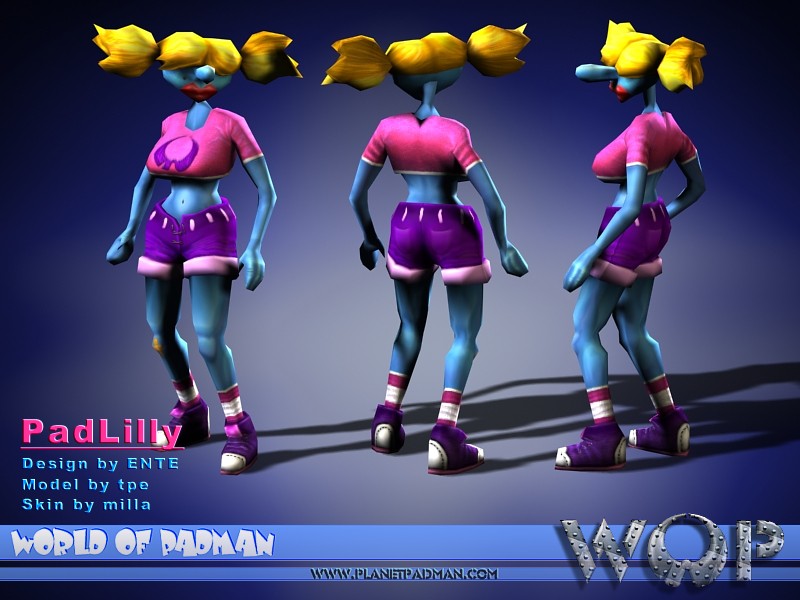 PadLilly
Design by ENTE
Model by tpe
Skin by milla
WORLD OF PADMAN
WOP
WWW.PLANETPADMAN.COM